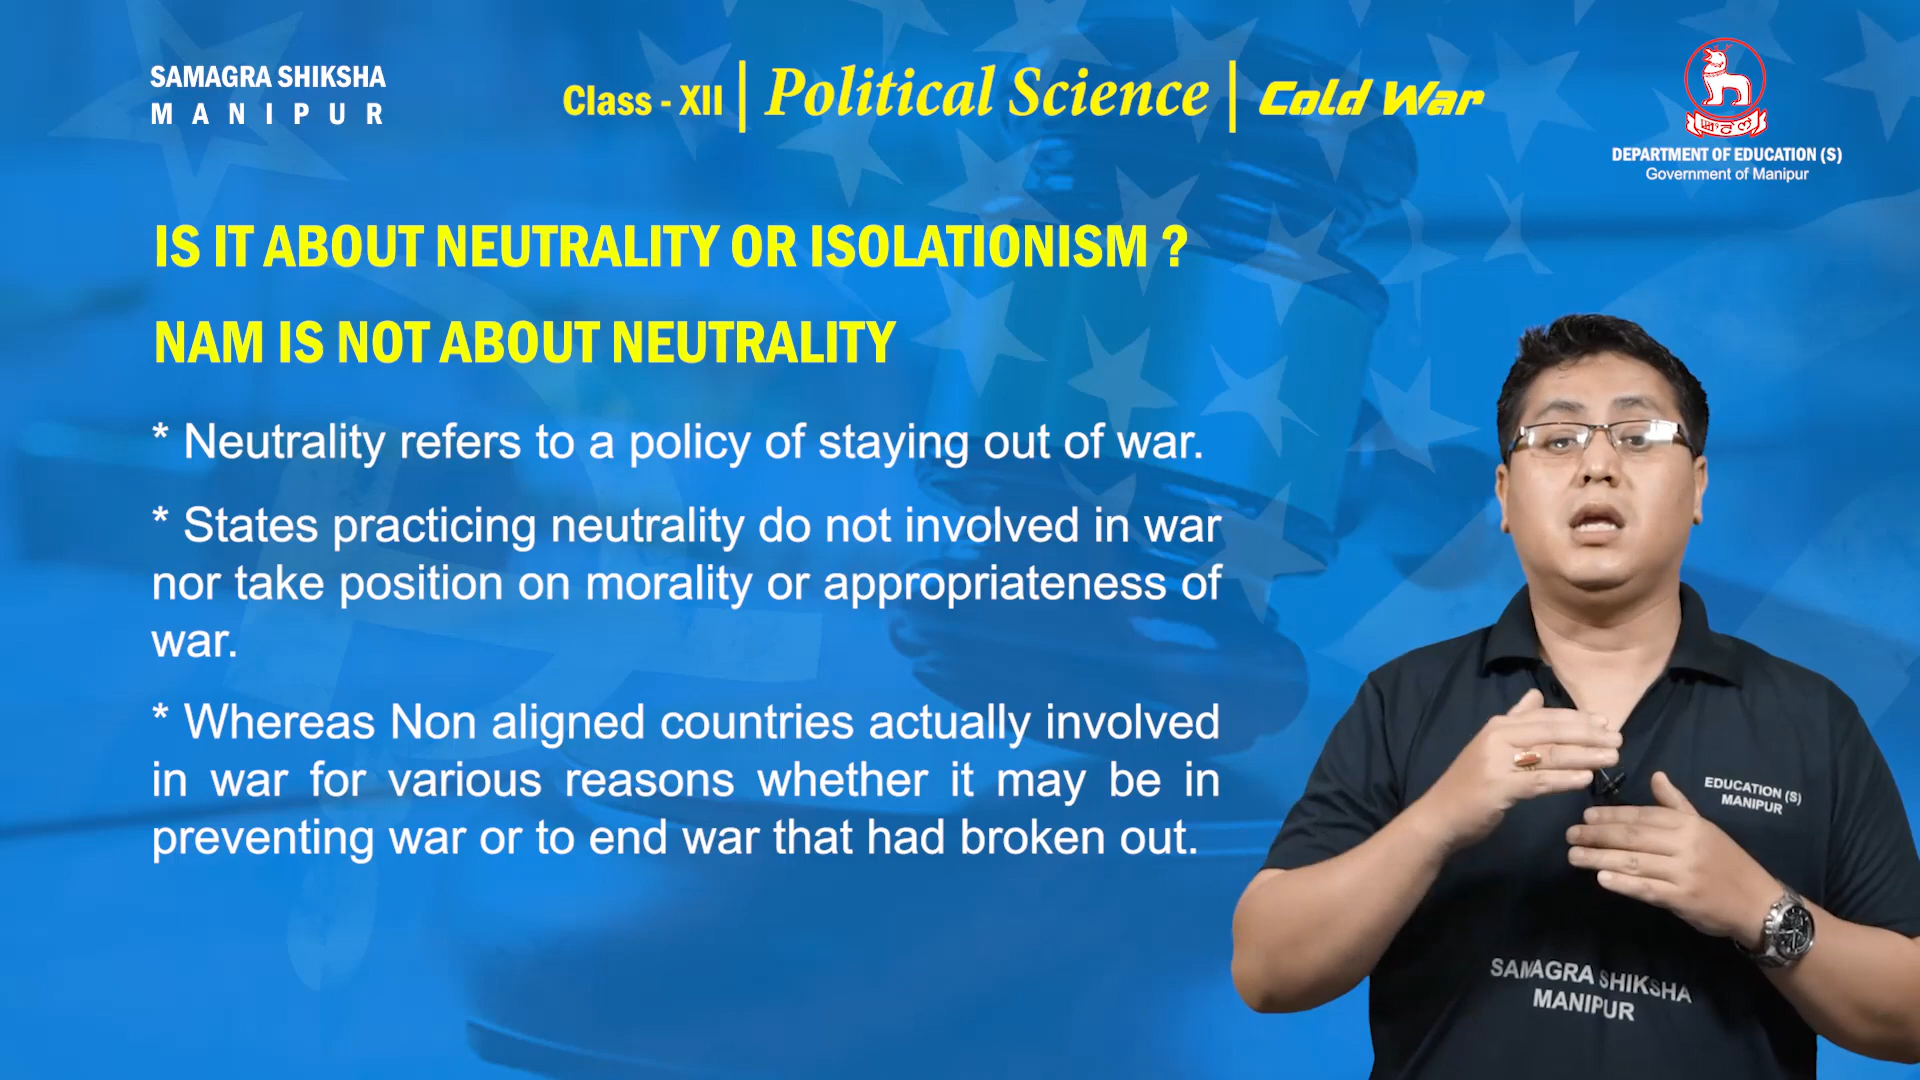 SAMAGRA SHIKSHA
MANIPUR
Class - XII | Political Science | Cold War
DEPARTMENT OF EDUCATION (S)
Government of Manipur
IS IT ABOUT NEUTRALITY OR ISOLATIONISM ?
NAM IS NOT ABOUT NEUTRALITY
* Neutrality refers to a policy of staying out of war.
* States practicing neutrality do not involved in war
nor take position on morality or appropriateness of
war.
* Whereas Non aligned countries actually involved
in war for various reasons whether it may be in
preventing war or to end war that had broken out.
EDUCATION (S)
MANIPUR
SAMAGRA SHIKSHA
MANIPUR